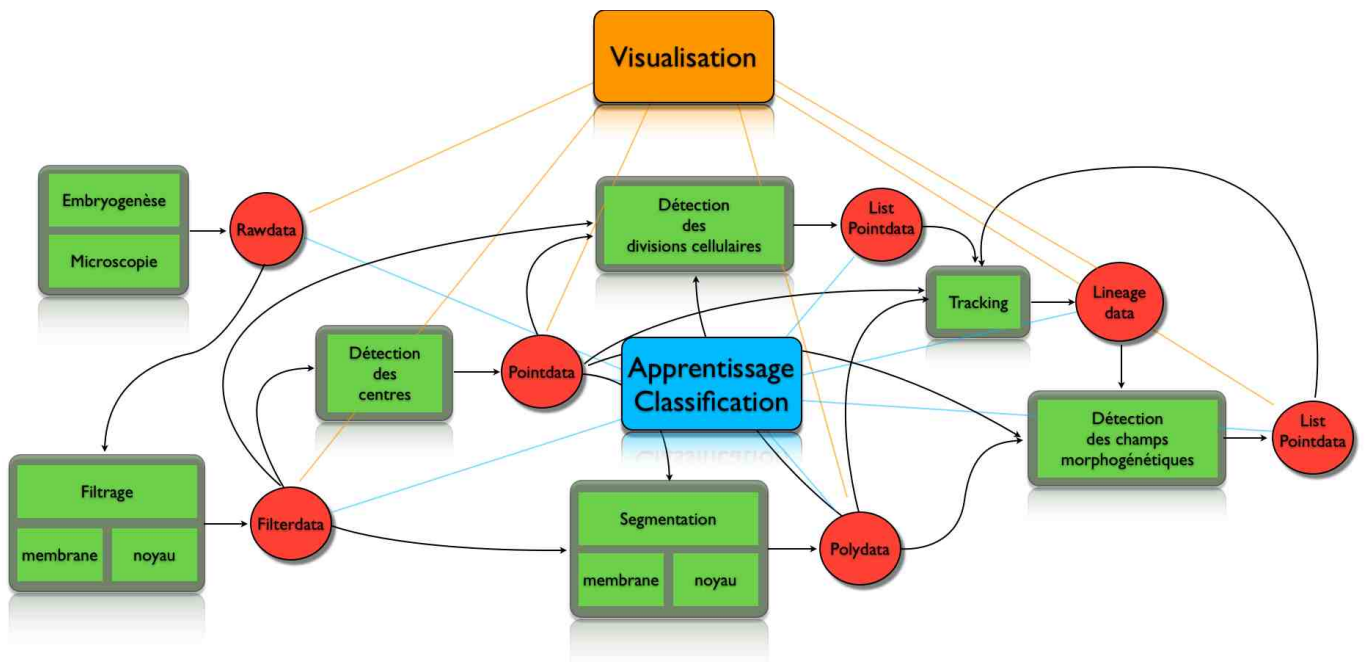 Visualisation
Embryogenèse
Microscopie
Rawdata
Détection
des
divisions cellulaires
List
Pointdata
Tracking
Lineage
data
Détection
des
centres
Pointdata
Apprentissage
Classification
Détection
des champs
morphogénétiques
List
Pointdata
Filtrage
membrane
noyau
Filterdata
Segmentation
membrane
noyau
Polydata